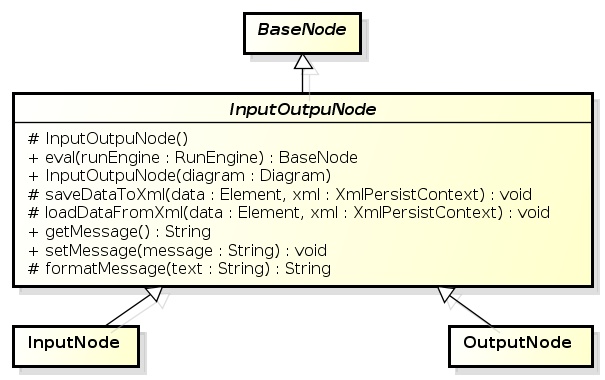 BaseNode
InputOutpuNode
# InputOutpuNode()
+ eval(runEngine : RunEngine) : BaseNode
+ InputOutpuNode(diagram : Diagram)
# saveDataToXml(data : Element, xml : XmlPersistContext) : void
# loadDataFromXml(data : Element, xml : XmlPersistContext) : void
+ getMessage() : String
+ setMessage(message : String) : void
# formatMessage(text : String) : String
InputNode
OutputNode